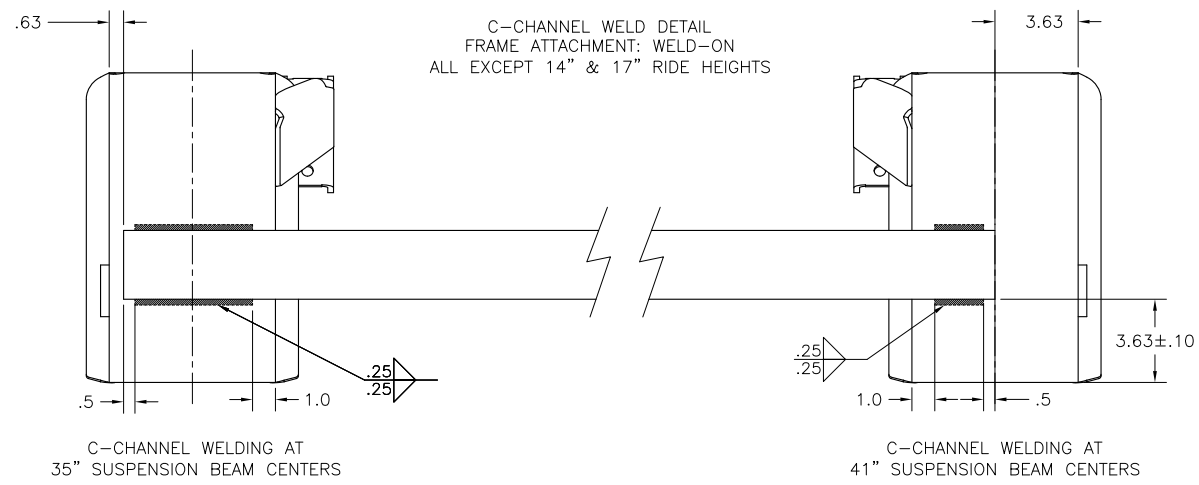 .63
C-CHANNEL WELD DETAIL
FRAME ATTACHMENT: WELD-ON
ALL EXCEPT 14" & 17" RIDE HEIGHTS
3.63
.25
.25
.25
.25
3.63±.10
.5
1.0
1.0
.5
C-CHANNEL WELDING AT
35" SUSPENSION BEAM CENTERS
C-CHANNEL WELDING AT
41" SUSPENSION BEAM CENTERS